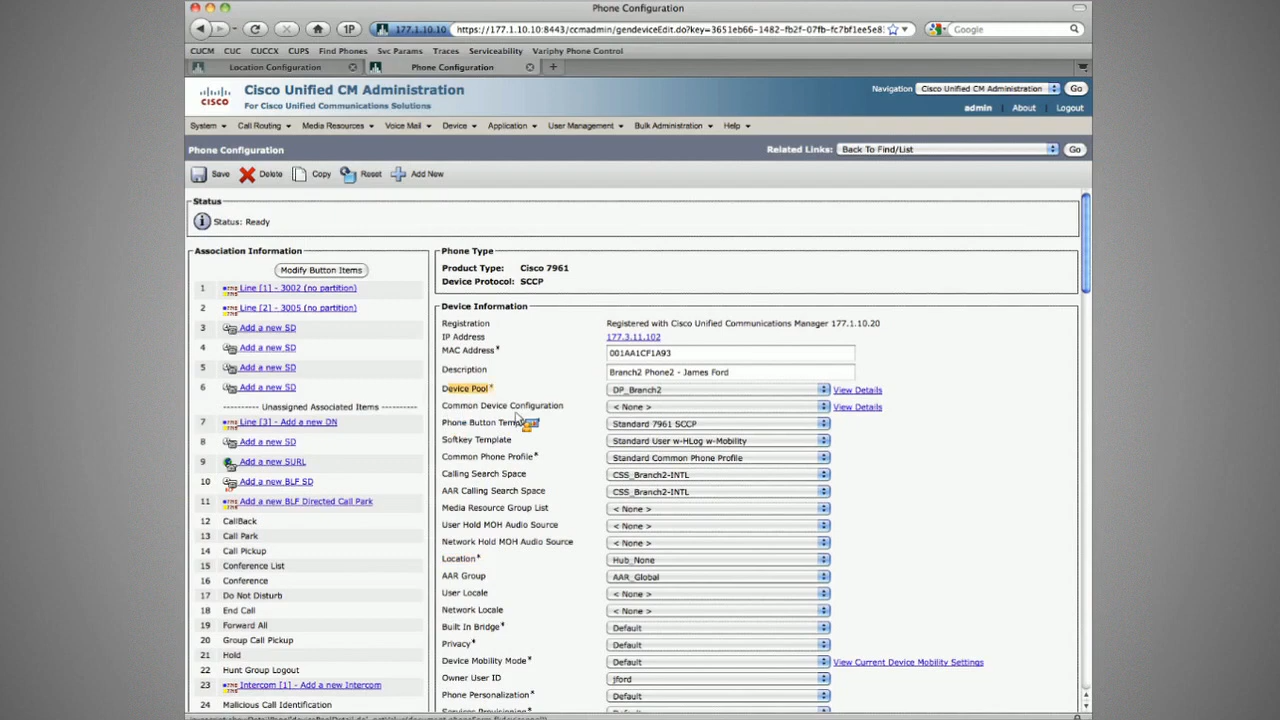 Phone Configuration
1P
177.1.10.10
https://177.1.10.10:8443/ccmadmin/gendeviceEdit.do?key=3651eb66-1482-fb2f-07fb-fc7bf1ee5e8
Google
CUCM CUC CUCCX CUPS Find Phones Svc Params Traces Serviceability Variphy Phone Control
Location Configuration
Phone Configuration
CISCO
Cisco Unified CM Administration
For Cisco Unified Communications Solutions
Navigation Cisco Unified CM Administration Go
admin | About | Logout
System Call Routing Media Resources Voice Mail Device Application User Management Bulk Administration Help
Phone Configuration
Related Links: Back To Find/List Go
Save Delete Copy Reset Add New
Status
Status: Ready
Association Information
Modify Button Items
1 Line [1] - 3002 (no partition)
2 Line [2] - 3005 (no partition)
3 Add a new SD
4 Add a new SD
5 Add a new SD
6 Add a new SD
---------- Unassigned Associated Items ----------
7 Line [3] - Add a new DN
8 Add a new SD
9 Add a new SURL
10 Add a new BLF SD
11 Add a new BLF Directed Call Park
12 CallBack
13 Call Park
14 Call Pickup
15 Conference List
16 Conference
17 Do Not Disturb
18 End Call
19 Forward All
20 Group Call Pickup
21 Hold
22 Hunt Group Logout
23 Intercom [1] - Add a new Intercom
24 Malicious Call Identification
Phone Type
Product Type: Cisco 7961
Device Protocol: SCCP
Device Information
Registration Registered with Cisco Unified Communications Manager 177.1.10.20
IP Address 177.3.11.102
MAC Address* 001AA1CF1A93
Description Branch2 Phone2 - James Ford
Device Pool* DP_Branch2 View Details
Common Device Configuration < None > View Details
Phone Button Standard 7961 SCCP
Softkey Template Standard User w-HLog w-Mobility
Common Phone Profile* Standard Common Phone Profile
Calling Search Space CSS_Branch2-INTL
AAR Calling Search Space CSS_Branch2-INTL
Media Resource Group List < None >
User Hold MOH Audio Source < None >
Network Hold MOH Audio Source < None >
Location* Hub_None
AAR Group AAR_Global
User Locale < None >
Network Locale < None >
Built In Bridge* Default
Privacy* Default
Device Mobility Mode* Default View Current Device Mobility Settings
Owner User ID jford
Phone Personalization* Default